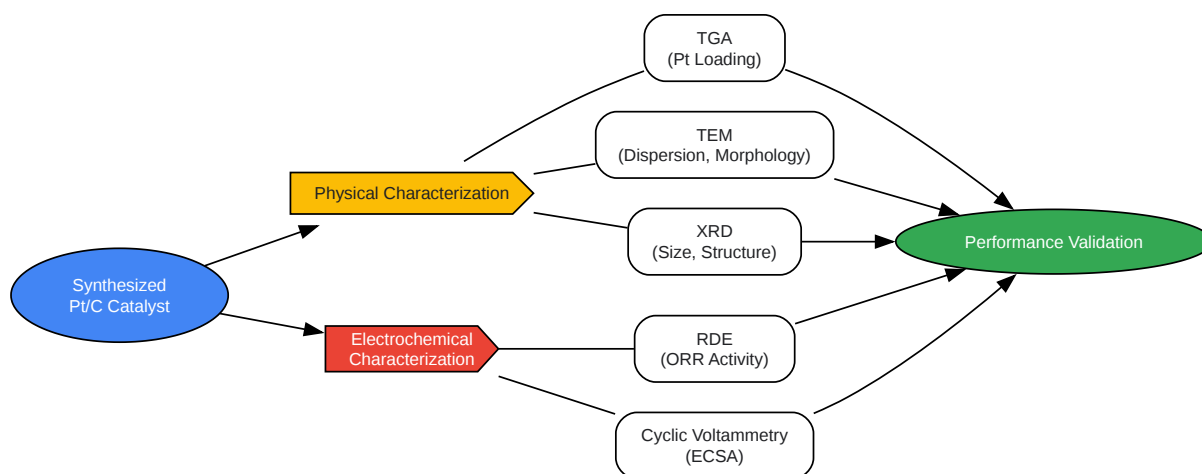 TGA
(Pt Loading)
TEM
(Dispersion, Morphology)
Physical Characterization
XRD
(Size, Structure)
Performance Validation
Synthesized
Pt/C Catalyst
Electrochemical
Characterization
RDE
(ORR Activity)
Cyclic Voltammetry
(ECSA)